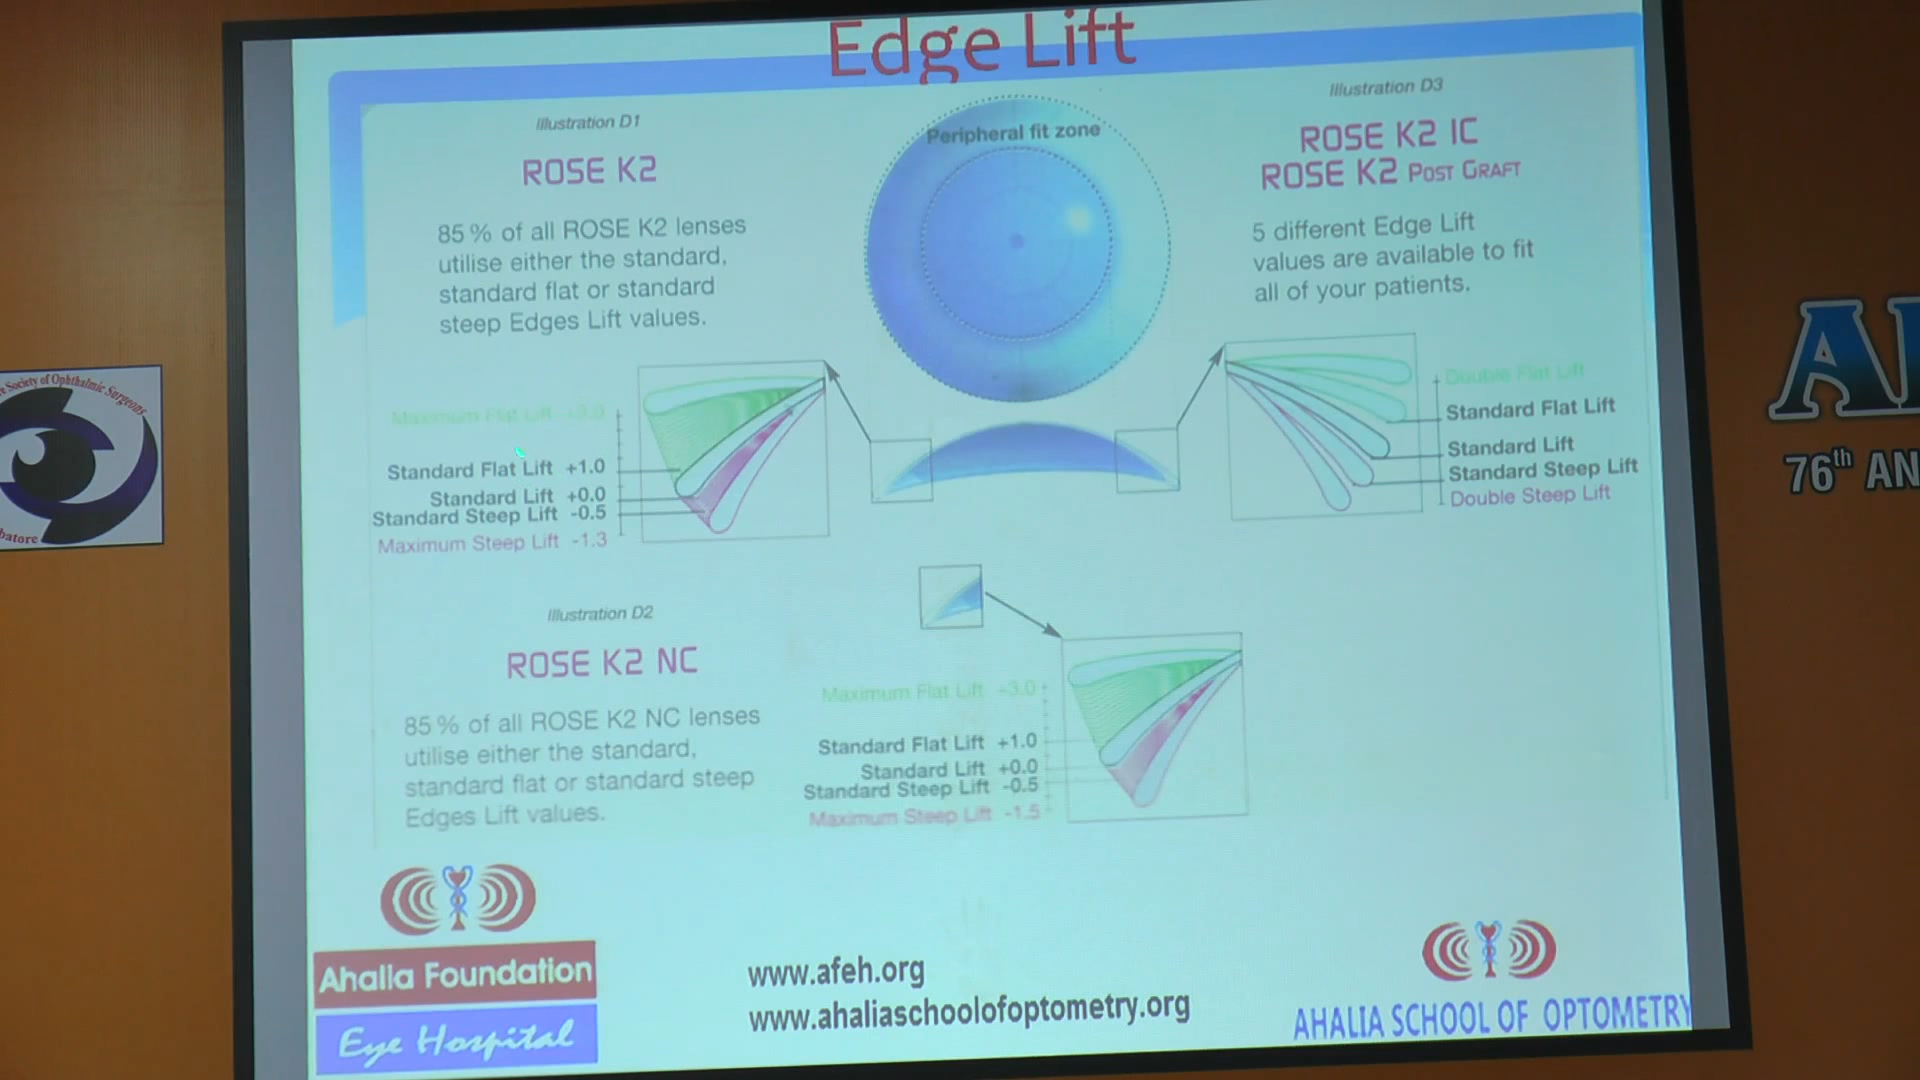 Edge Lift
Illustration D1
ROSE K2
85% of all ROSE K2 lenses
utilise either the standard,
standard flat or standard
steep Edges Lift values.
Maximum Flat Lift +3.0
Standard Flat Lift +1.0
Standard Lift +0.0
Standard Steep Lift -0.5
Maximum Steep Lift -1.3
Peripheral fit zone
Illustration D3
ROSE K2 IC
ROSE K2 POST GRAFT
5 different Edge Lift
values are available to fit
all of your patients.
Double Flat Lift
Standard Flat Lift
Standard Lift
Standard Steep Lift
Double Steep Lift
Illustration D2
ROSE K2 NC
85% of all ROSE K2 NC lenses
utilise either the standard,
standard flat or standard steep
Edges Lift values.
Maximum Flat Lift +3.0
Standard Flat Lift +1.0
Standard Lift +0.0
Standard Steep Lift -0.5
Maximum Steep Lift -1.5
Ahalia Foundation
Eye Hospital
www.afeh.org
www.ahaliaschoolofoptometry.org
AHALIA SCHOOL OF OPTOMETRY
Society of Ophthalmic Surgeons
76th AN